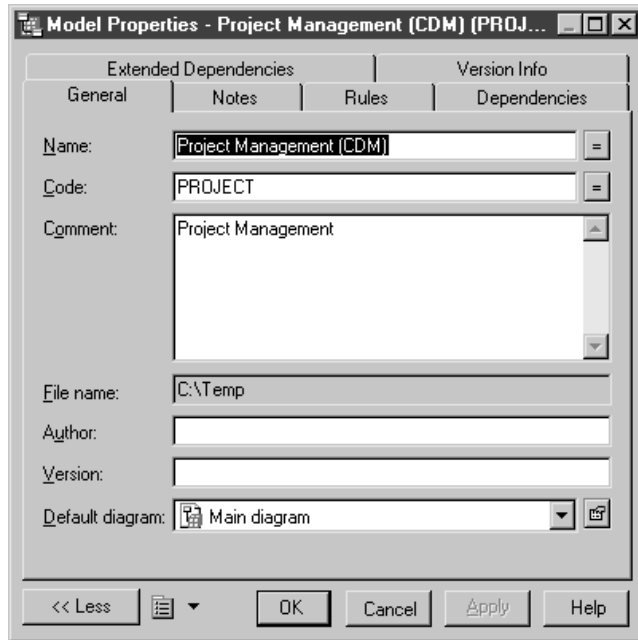 Model Properties - Project Management (CDM) (PROJ...
Extended Dependencies Version Info
General Notes Rules Dependencies
Name: Project Management (CDM) =
Code: PROJECT =
Comment: Project Management
File name: C:\Temp
Author:
Version:
Default diagram: Main diagram
<< Less OK Cancel Apply Help